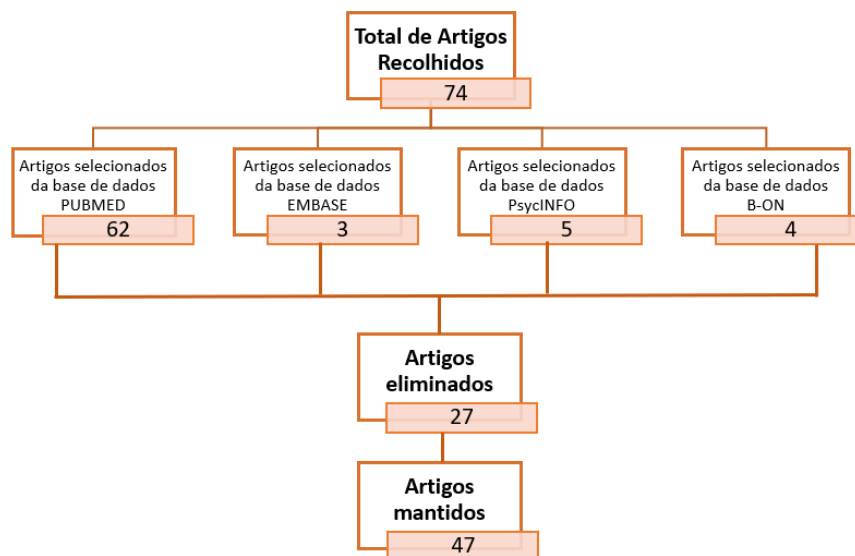 Total de Artigos
Recolhidos
74
Artigos selecionados
da base de dados
PUBMED
62
Artigos selecionados
da base de dados
EMBASE
3
Artigos selecionados
da base de dados
PsycINFO
5
Artigos selecionados
da base de dados
B-ON
4
Artigos
eliminados
27
Artigos
mantidos
47